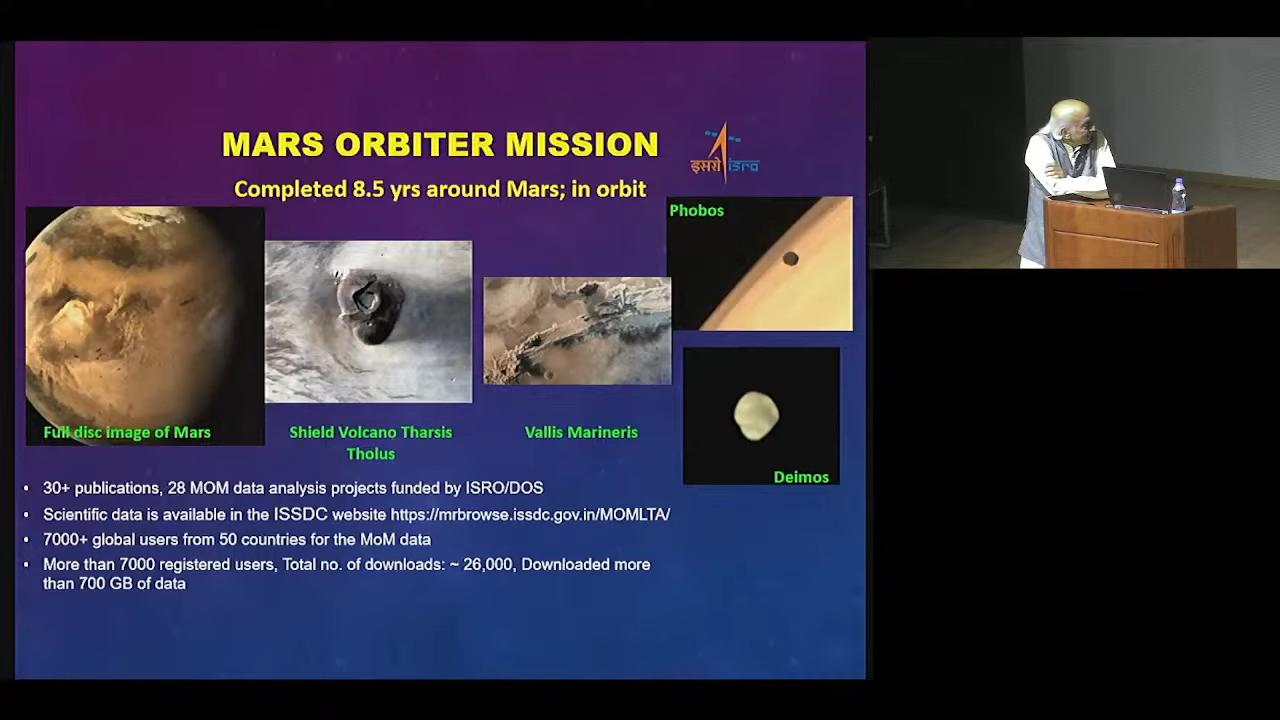 MARS ORBITER MISSION
इसरो isro
Completed 8.5 yrs around Mars; in orbit
Phobos
Full disc image of Mars
Shield Volcano Tharsis
Tholus
Vallis Marineris
Deimos
• 30+ publications, 28 MOM data analysis projects funded by ISRO/DOS
• Scientific data is available in the ISSDC website https://mrbrowse.issdc.gov.in/MOMLTA/
• 7000+ global users from 50 countries for the MoM data
• More than 7000 registered users, Total no. of downloads: ~ 26,000, Downloaded more
than 700 GB of data